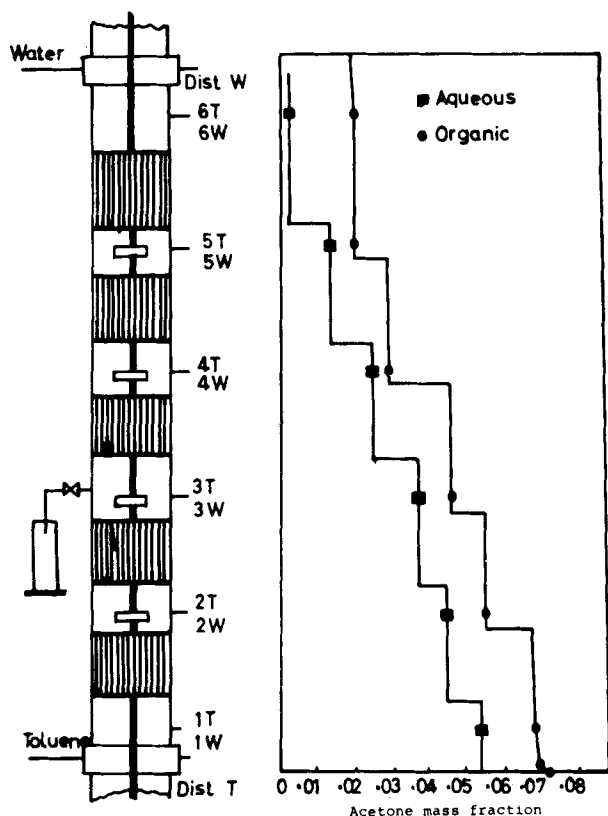 Water
Dist W
6T
6W
5T
5W
4T
4W
3T
3W
2T
2W
1T
Toluene
1W
Dist T
Aqueous
Organic
0 .01 .02 .03 .04 .05 .06 .07 .08
Acetone mass fraction